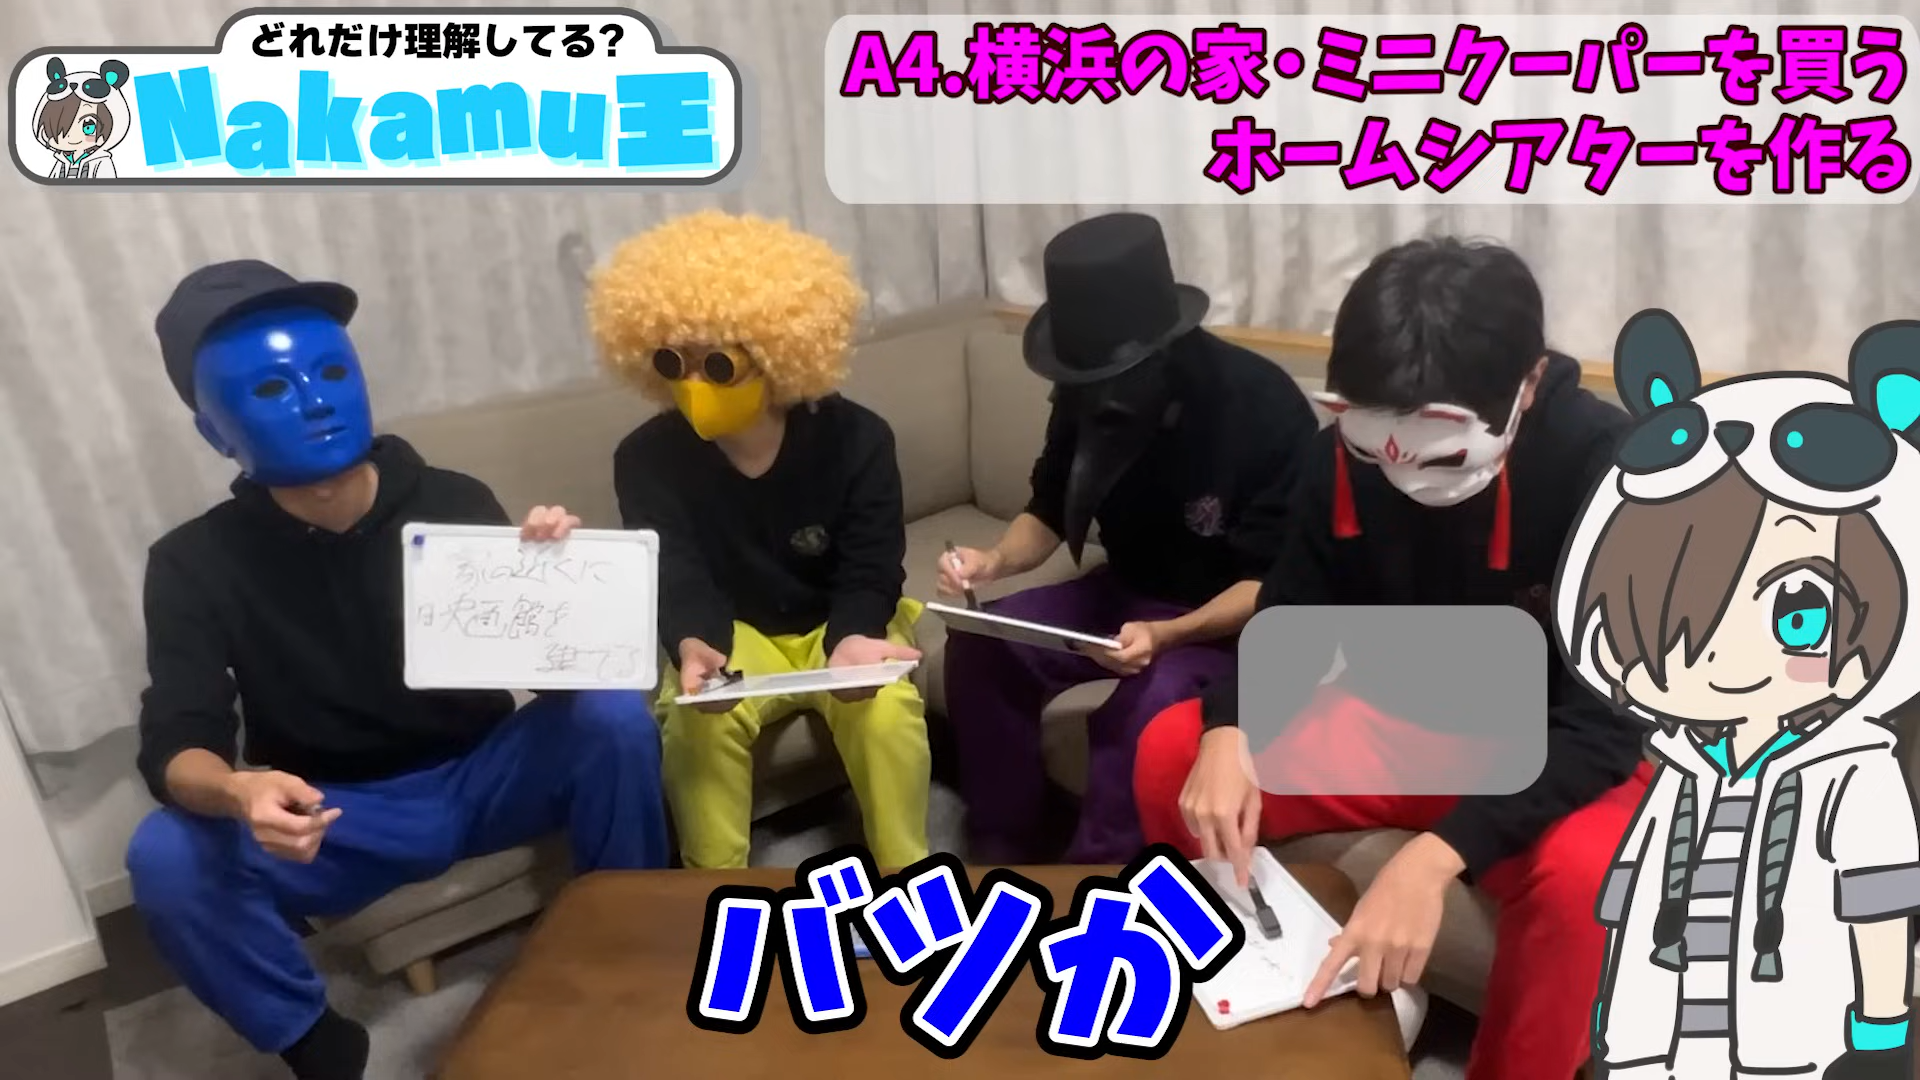 どれだけ理解してる?
Nakamu王
A4.横浜の家・ミニクーパーを買う
ホームシアターを作る
家の近くに
映画館を
建てる
バツか